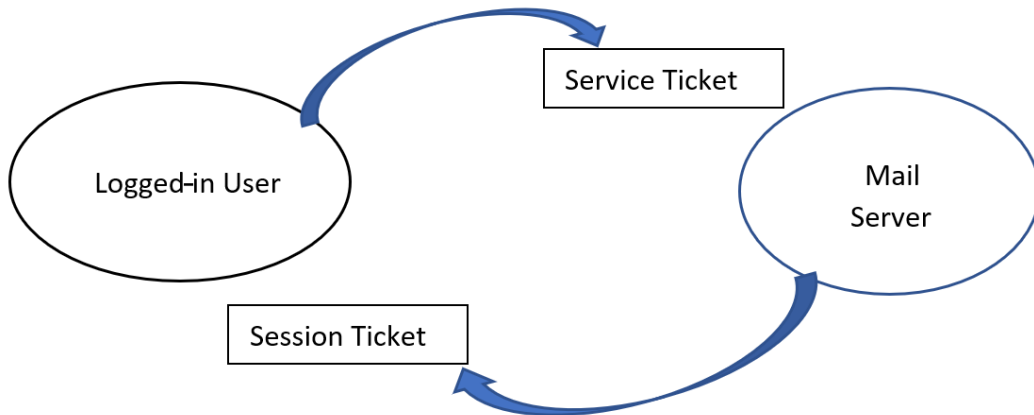 Service Ticket
Logged-in User
Mail
Server
Session Ticket